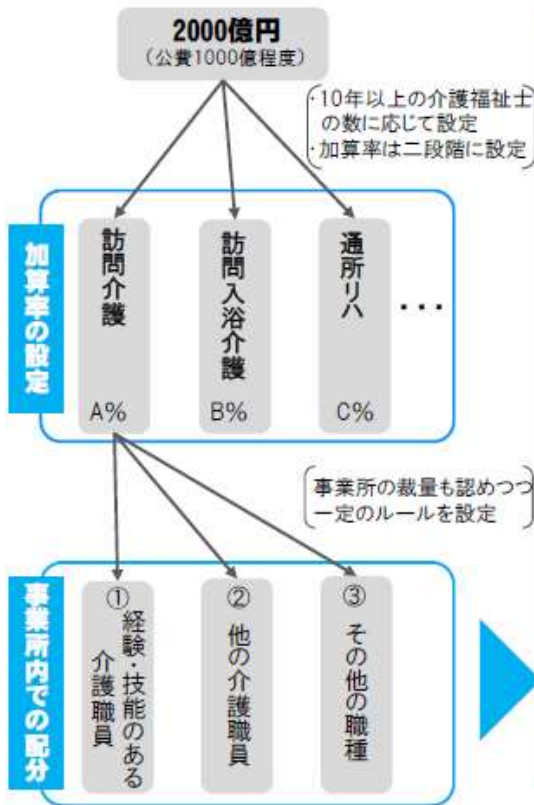 2000億円
(公費1000億程度)
・10年以上の介護福祉士
の数に応じて設定
・加算率は二段階に設定
加算率の設定
訪問介護
A%
訪問入浴介護
B%
通所リハ
C%
・・・
事業所の裁量も認めつつ
一定のルールを設定
事業所内での配分
①
経験・技能のある
介護職員
②
他の介護職員
③
その他の職種